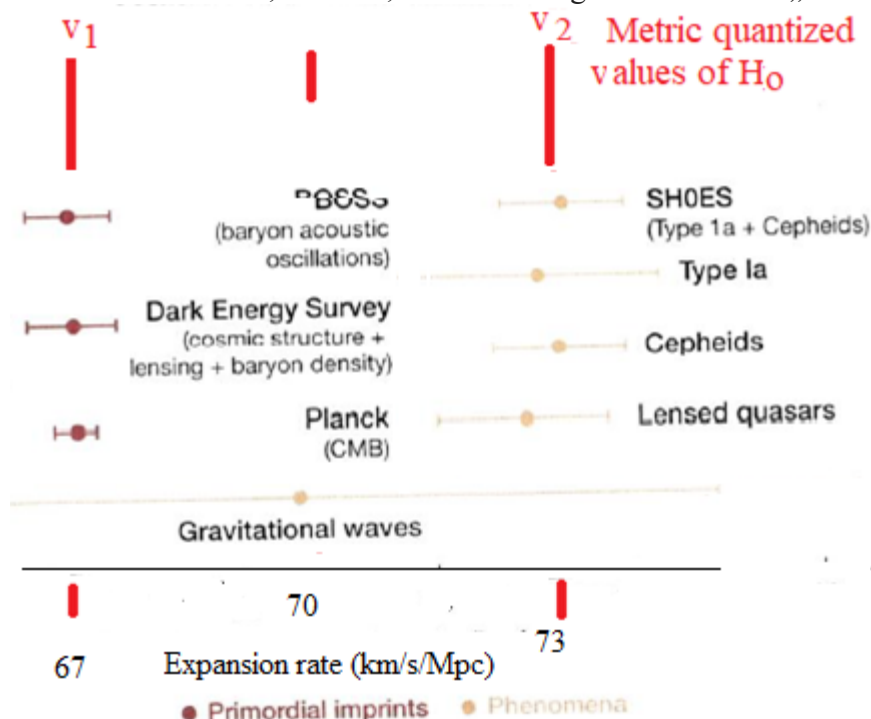 v1
v2 Metric quantized
values of Ho
SH0ES
(baryon acoustic
oscillations)
(Type 1a + Cepheids)
Type Ia
Dark Energy Survey
(cosmic structure +
lensing + baryon density)
Cepheids
Planck
(CMB)
Lensed quasars
Gravitational waves
70
67
73
Expansion rate (km/s/Mpc)
Primordial imprints
Phenomena